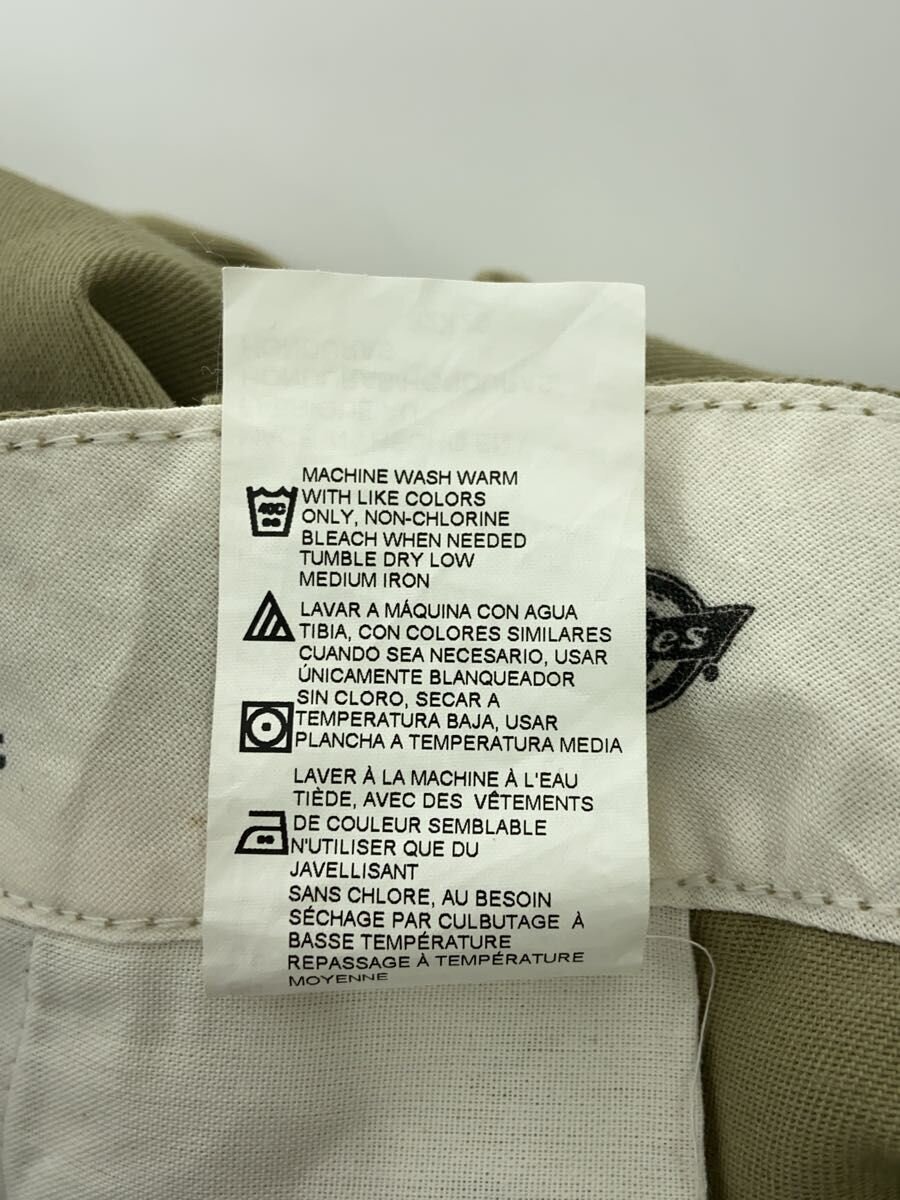 MACHINE WASH WARM
WITH LIKE COLORS
ONLY, NON-CHLORINE
BLEACH WHEN NEEDED
TUMBLE DRY LOW
MEDIUM IRON
40C
LAVAR A MÁQUINA CON AGUA
TIBIA, CON COLORES SIMILARES
CUANDO SEA NECESARIO, USAR
ÚNICAMENTE BLANQUEADOR
SIN CLORO, SECAR A
TEMPERATURA BAJA, USAR
PLANCHA A TEMPERATURA MEDIA
LAVER À LA MACHINE À L'EAU
TIÈDE, AVEC DES VÊTEMENTS
DE COULEUR SEMBLABLE
N'UTILISER QUE DU
JAVELLISANT
SANS CHLORE, AU BESOIN
SÉCHAGE PAR CULBUTAGE À
BASSE TEMPÉRATURE
REPASSAGE À TEMPÉRATURE
MOYENNE
es®